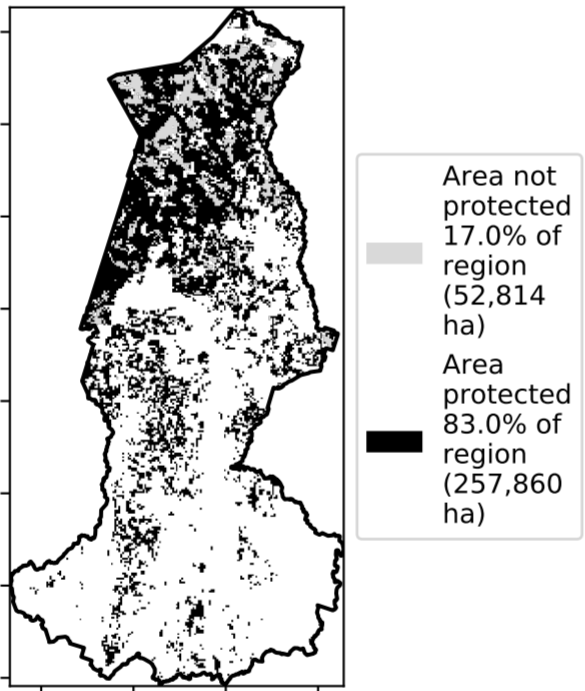 Area not
protected
17.0% of
region
(52,814
ha)
Area
protected
83.0% of
region
(257,860
ha)